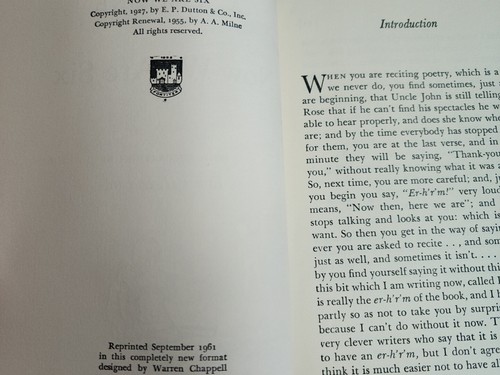 NOW WE ARE SIX
Copyright, 1927, by E. P. Dutton & Co., Inc.
Copyright Renewal, 1955, by A. A. Milne
All rights reserved.
Reprinted September 1961
in this completely new format
designed by Warren Chappell
Introduction
WHEN you are reciting poetry, which is a
we never do, you find sometimes, just
are beginning, that Uncle John is still telling
Rose that if he can't find his spectacles he w
able to hear properly, and does she know whe
are; and by the time everybody has stopped
for them, you are at the last verse, and in
minute they will be saying, "Thank-you
you," without really knowing what it was a
So, next time, you are more careful; and, ju
you begin you say, "Er-h'r'm!" very loud
means, "Now then, here we are"; and
stops talking and looks at you: which is
want. So then you get in the way of sayin
ever you are asked to recite . . , and som
just as well, and sometimes it isn't. . . .
by you find yourself saying it without thi
this bit which I am writing now, called I
is really the er-h'r'm of the book, and I h
partly so as not to take you by surpris
because I can't do without it now. T
very clever writers who say that it is
to have an er-h'r'm, but I don't agre
think it is much easier not to have al